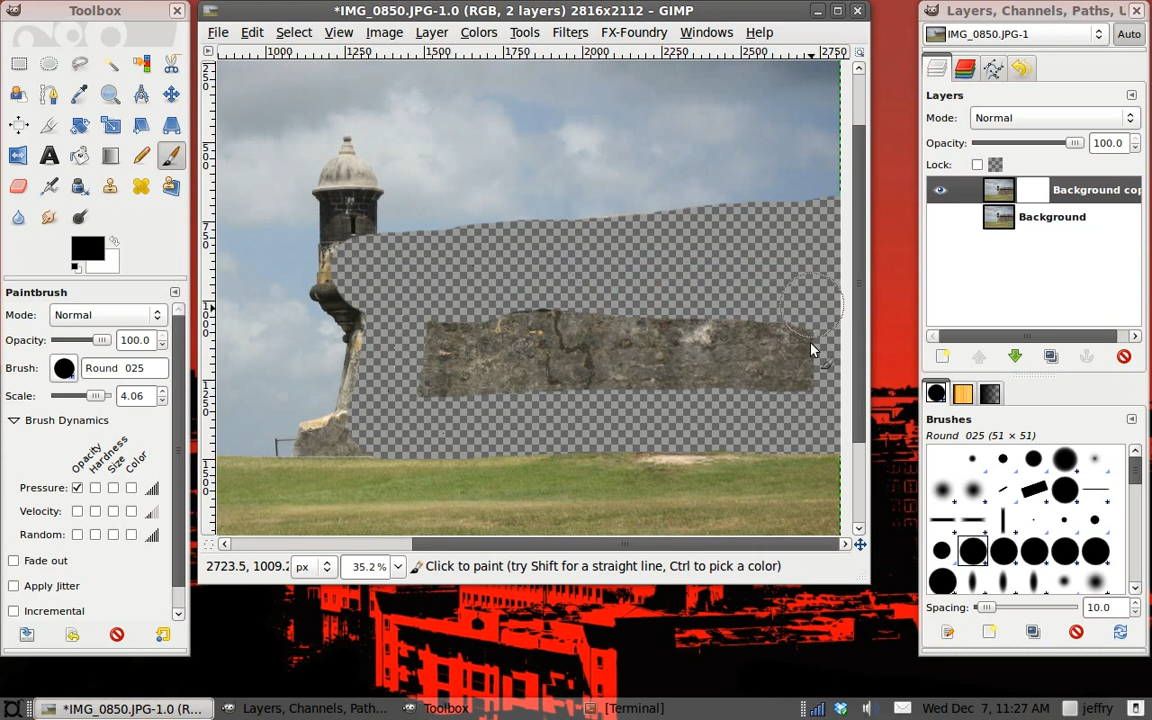 Toolbox
*IMG_0850.JPG-1.0 (RGB, 2 layers) 2816x2112 – GIMP
Layers, Channels, Paths, U
File Edit Select View Image Layer Colors Tools Filters FX-Foundry Windows Help
IMG_0850.JPG-1
Auto
1000 1250 1500 1750 2000 2250 2500 2750
Layers
Mode: Normal
Opacity: 100.0
Lock:
Background cop
Background
Paintbrush
Mode: Normal
Opacity: 100.0
Brush: Round 025
Scale: 4.06
Brush Dynamics
Opacity
Hardness
Size
Color
Pressure:
Velocity:
Random:
Fade out
Apply Jitter
Incremental
Brushes
Round 025 (51 × 51)
Spacing: 10.0
2723.5, 1009.2 px 35.2% Click to paint (try Shift for a straight line, Ctrl to pick a color)
*IMG_0850.JPG-1.0 (R... Layers, Channels, Path... Toolbox [Terminal] Wed Dec 7, 11:27 AM jeffry